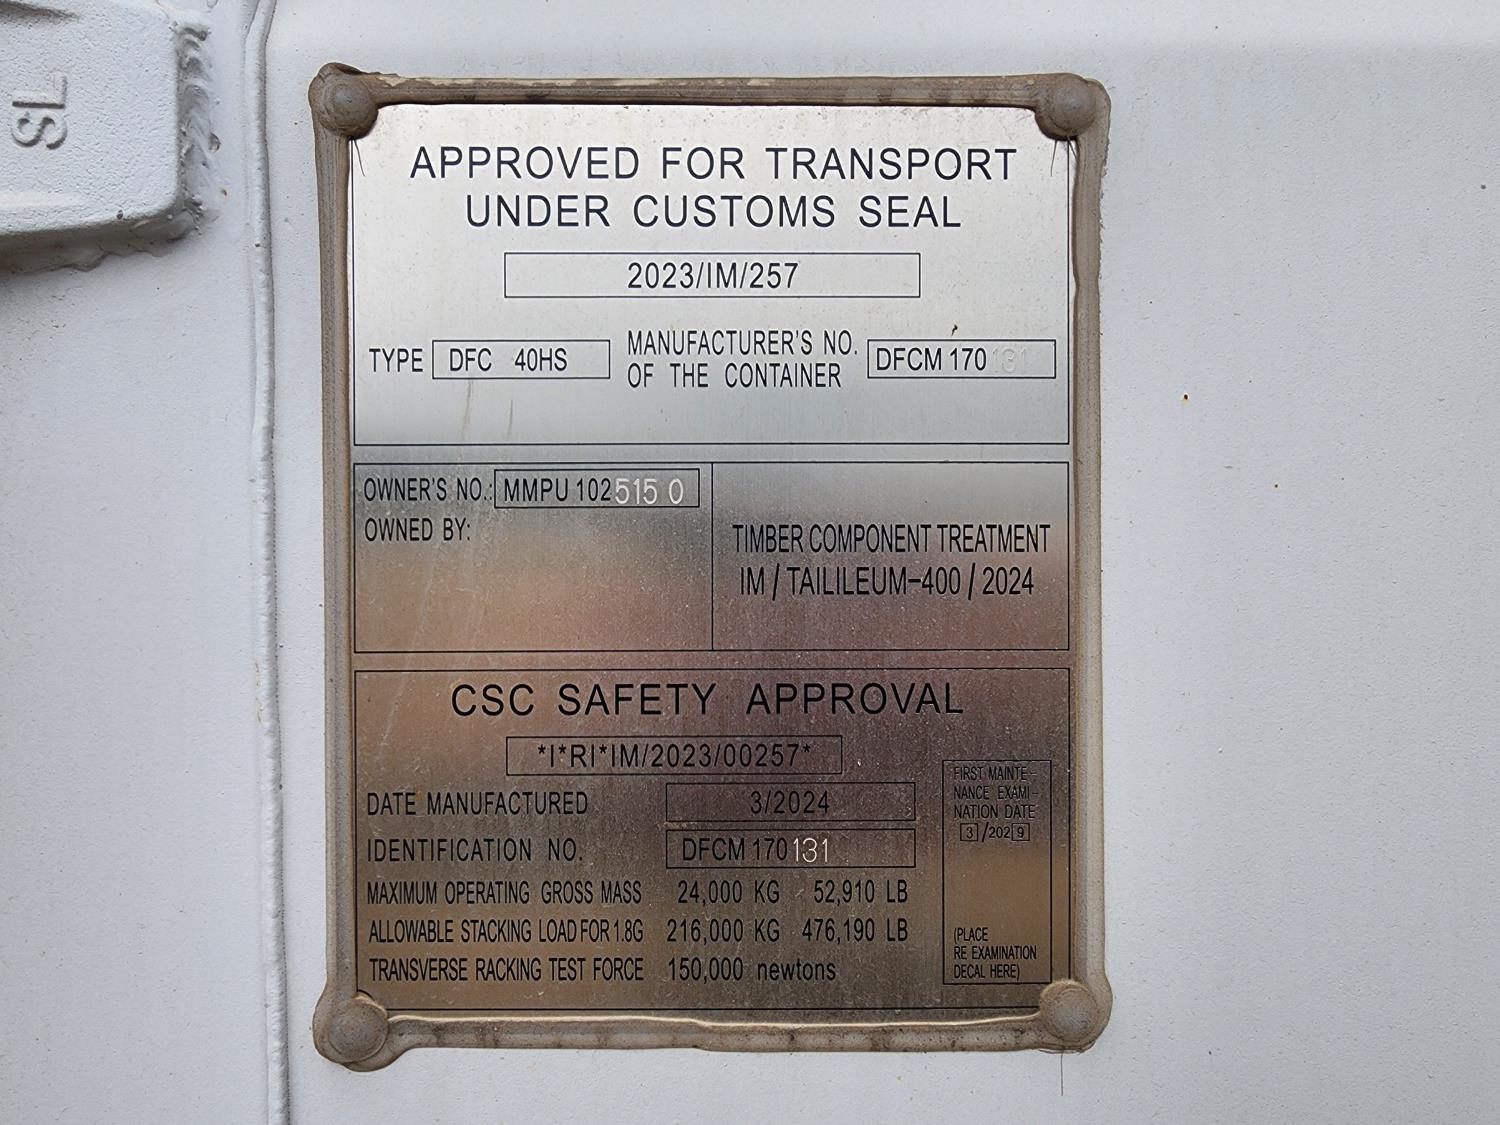 SL
APPROVED FOR TRANSPORT
UNDER CUSTOMS SEAL
2023/IM/257
TYPE DFC 40HS MANUFACTURER'S NO. OF THE CONTAINER DFCM 170131
OWNER'S NO.: MMPU 102515 0
OWNED BY:
TIMBER COMPONENT TREATMENT
IM / TAILILEUM-400 / 2024
CSC SAFETY APPROVAL
*I*RI*IM/2023/00257*
DATE MANUFACTURED 3/2024
IDENTIFICATION NO. DFCM 170131
MAXIMUM OPERATING GROSS MASS 24,000 KG 52,910 LB
ALLOWABLE STACKING LOAD FOR 1.8G 216,000 KG 476,190 LB
TRANSVERSE RACKING TEST FORCE 150,000 newtons
FIRST MAINTE-
NANCE EXAMI-
NATION DATE
3/2029
(PLACE
RE EXAMINATION
DECAL HERE)